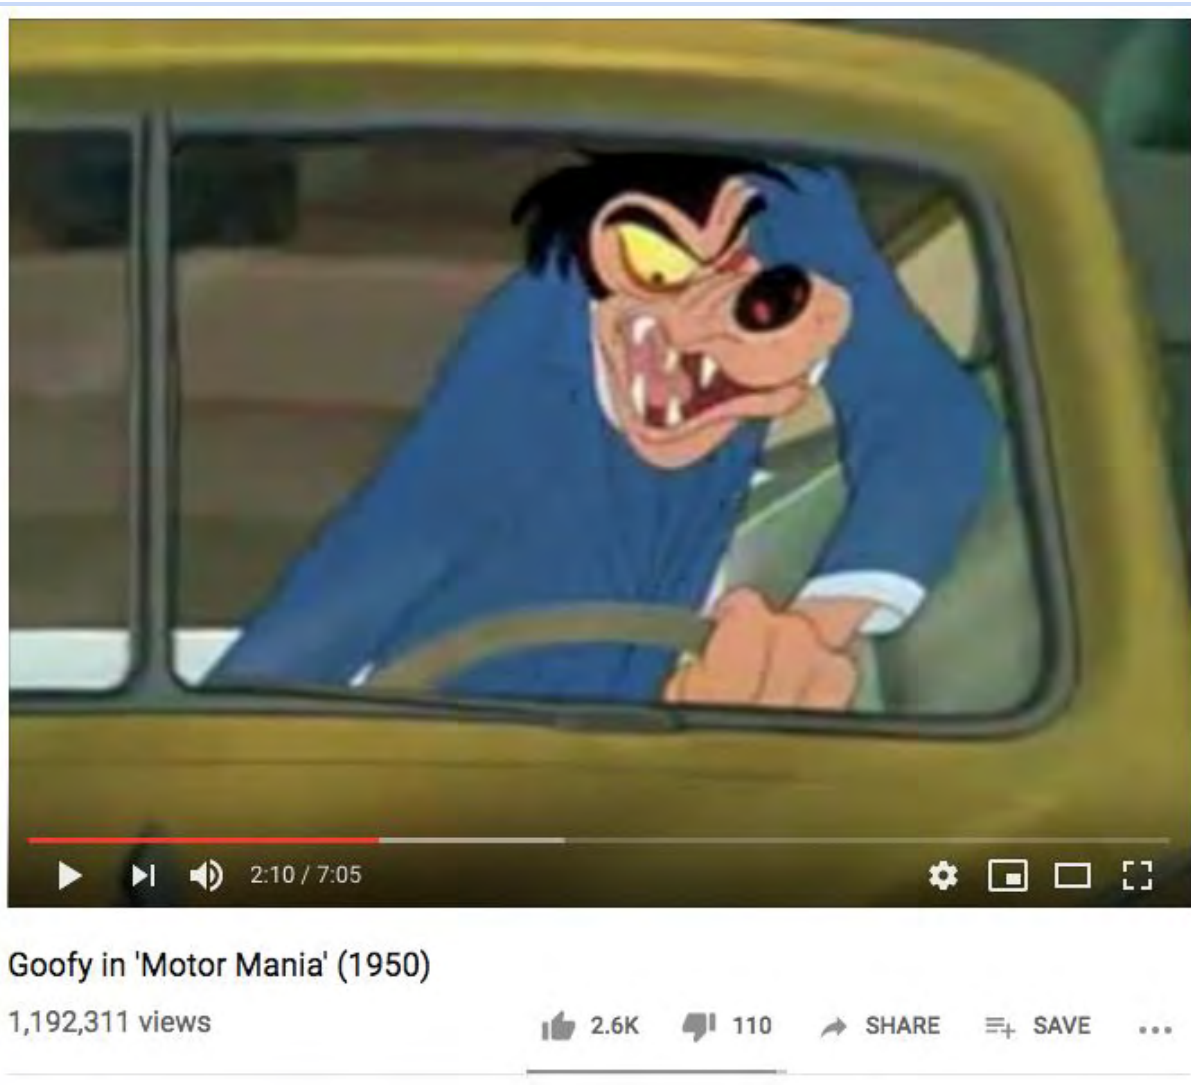 2:10 / 7:05
Goofy in 'Motor Mania' (1950)
1,192,311 views
2.6K
110
SHARE
SAVE